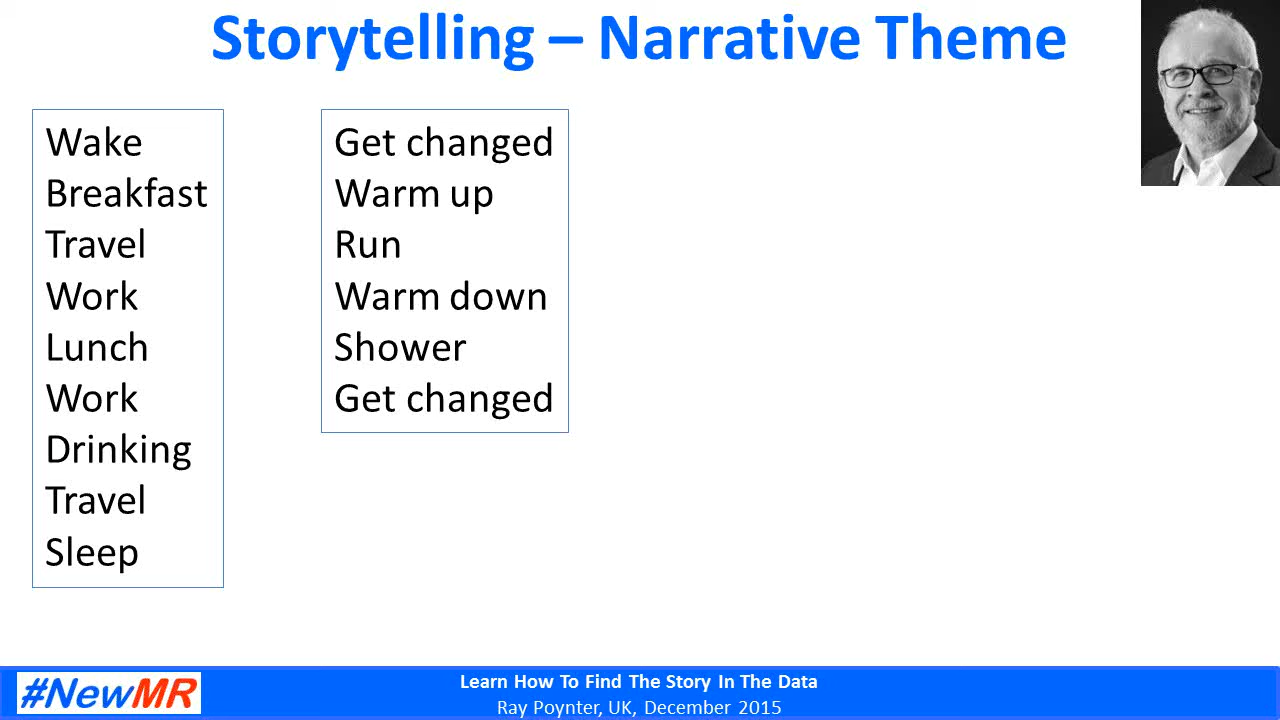 Storytelling – Narrative Theme
Wake
Breakfast
Travel
Work
Lunch
Work
Drinking
Travel
Sleep
Get changed
Warm up
Run
Warm down
Shower
Get changed
#NewMR
Learn How To Find The Story In The Data
Ray Poynter, UK, December 2015